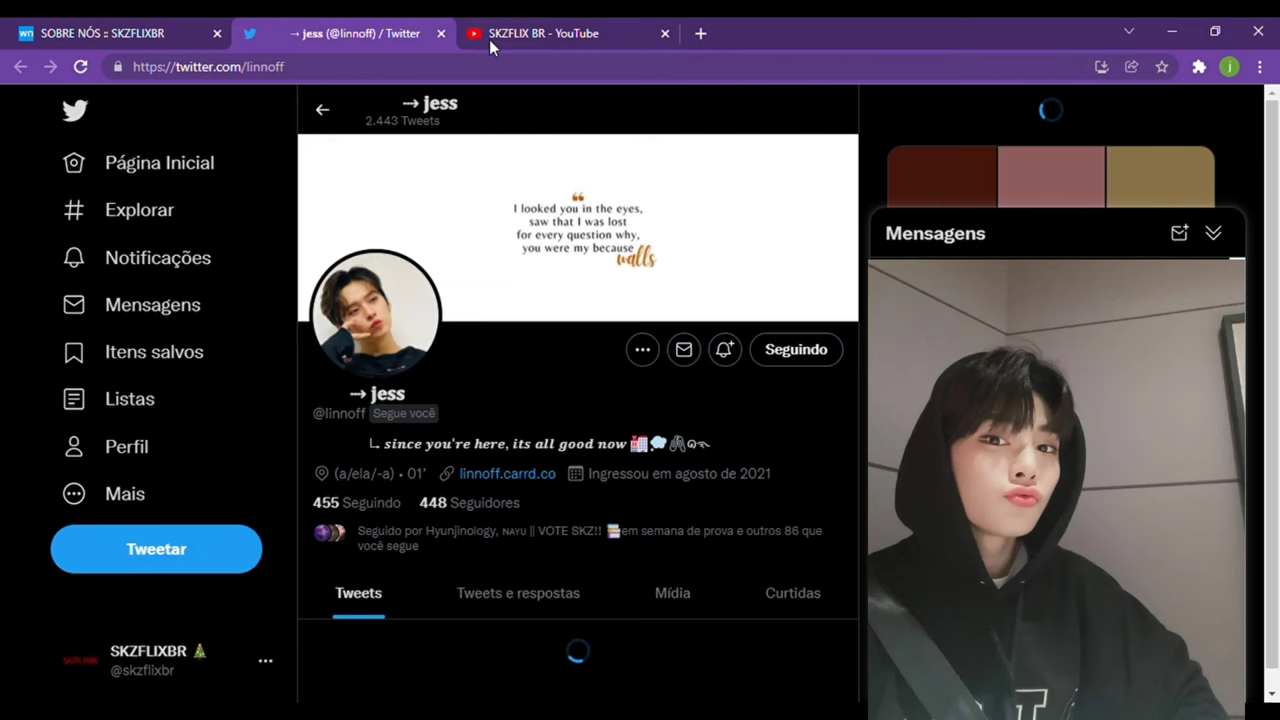 SOBRE NÓS :: SKZFLIXBR
⤍ jess (@linnoff) / Twitter
SKZFLIX BR - YouTube
https://twitter.com/linnoff
j
⤍ jess
2.443 Tweets
Página Inicial
Explorar
Notificações
Mensagens
Itens salvos
Listas
Perfil
Mais
Tweetar
SKZFLIXBR 🎄
@skzflixbr
❝
I looked you in the eyes,
saw that I was lost
for every question why,
you were my because
walls
Seguindo
⤍ jess
@linnoff Segue você
since you're here, its all good now
(a/ela/-a) • 01’ linnoff.carrd.co Ingressou em agosto de 2021
455 Seguindo 448 Seguidores
Seguido por Hyunjinology, ɴᴀʏᴜ || VOTE SKZ!! 📚em semana de prova e outros 86 que
você segue
Tweets Tweets e respostas Mídia Curtidas
Mensagens